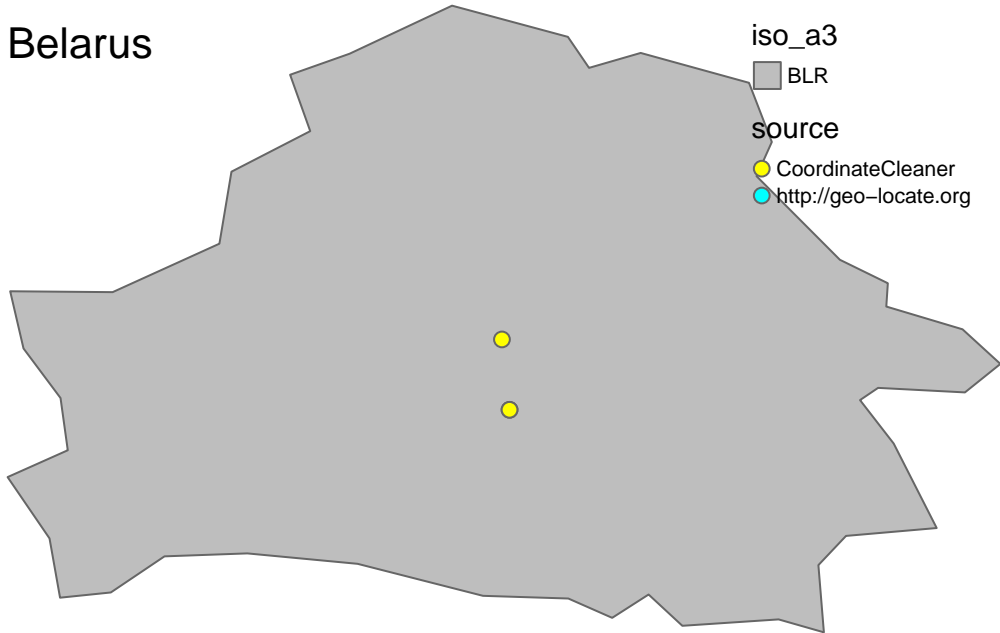 Belarus
iso_a3
BLR
source
CoordinateCleaner
http://geo−locate.org